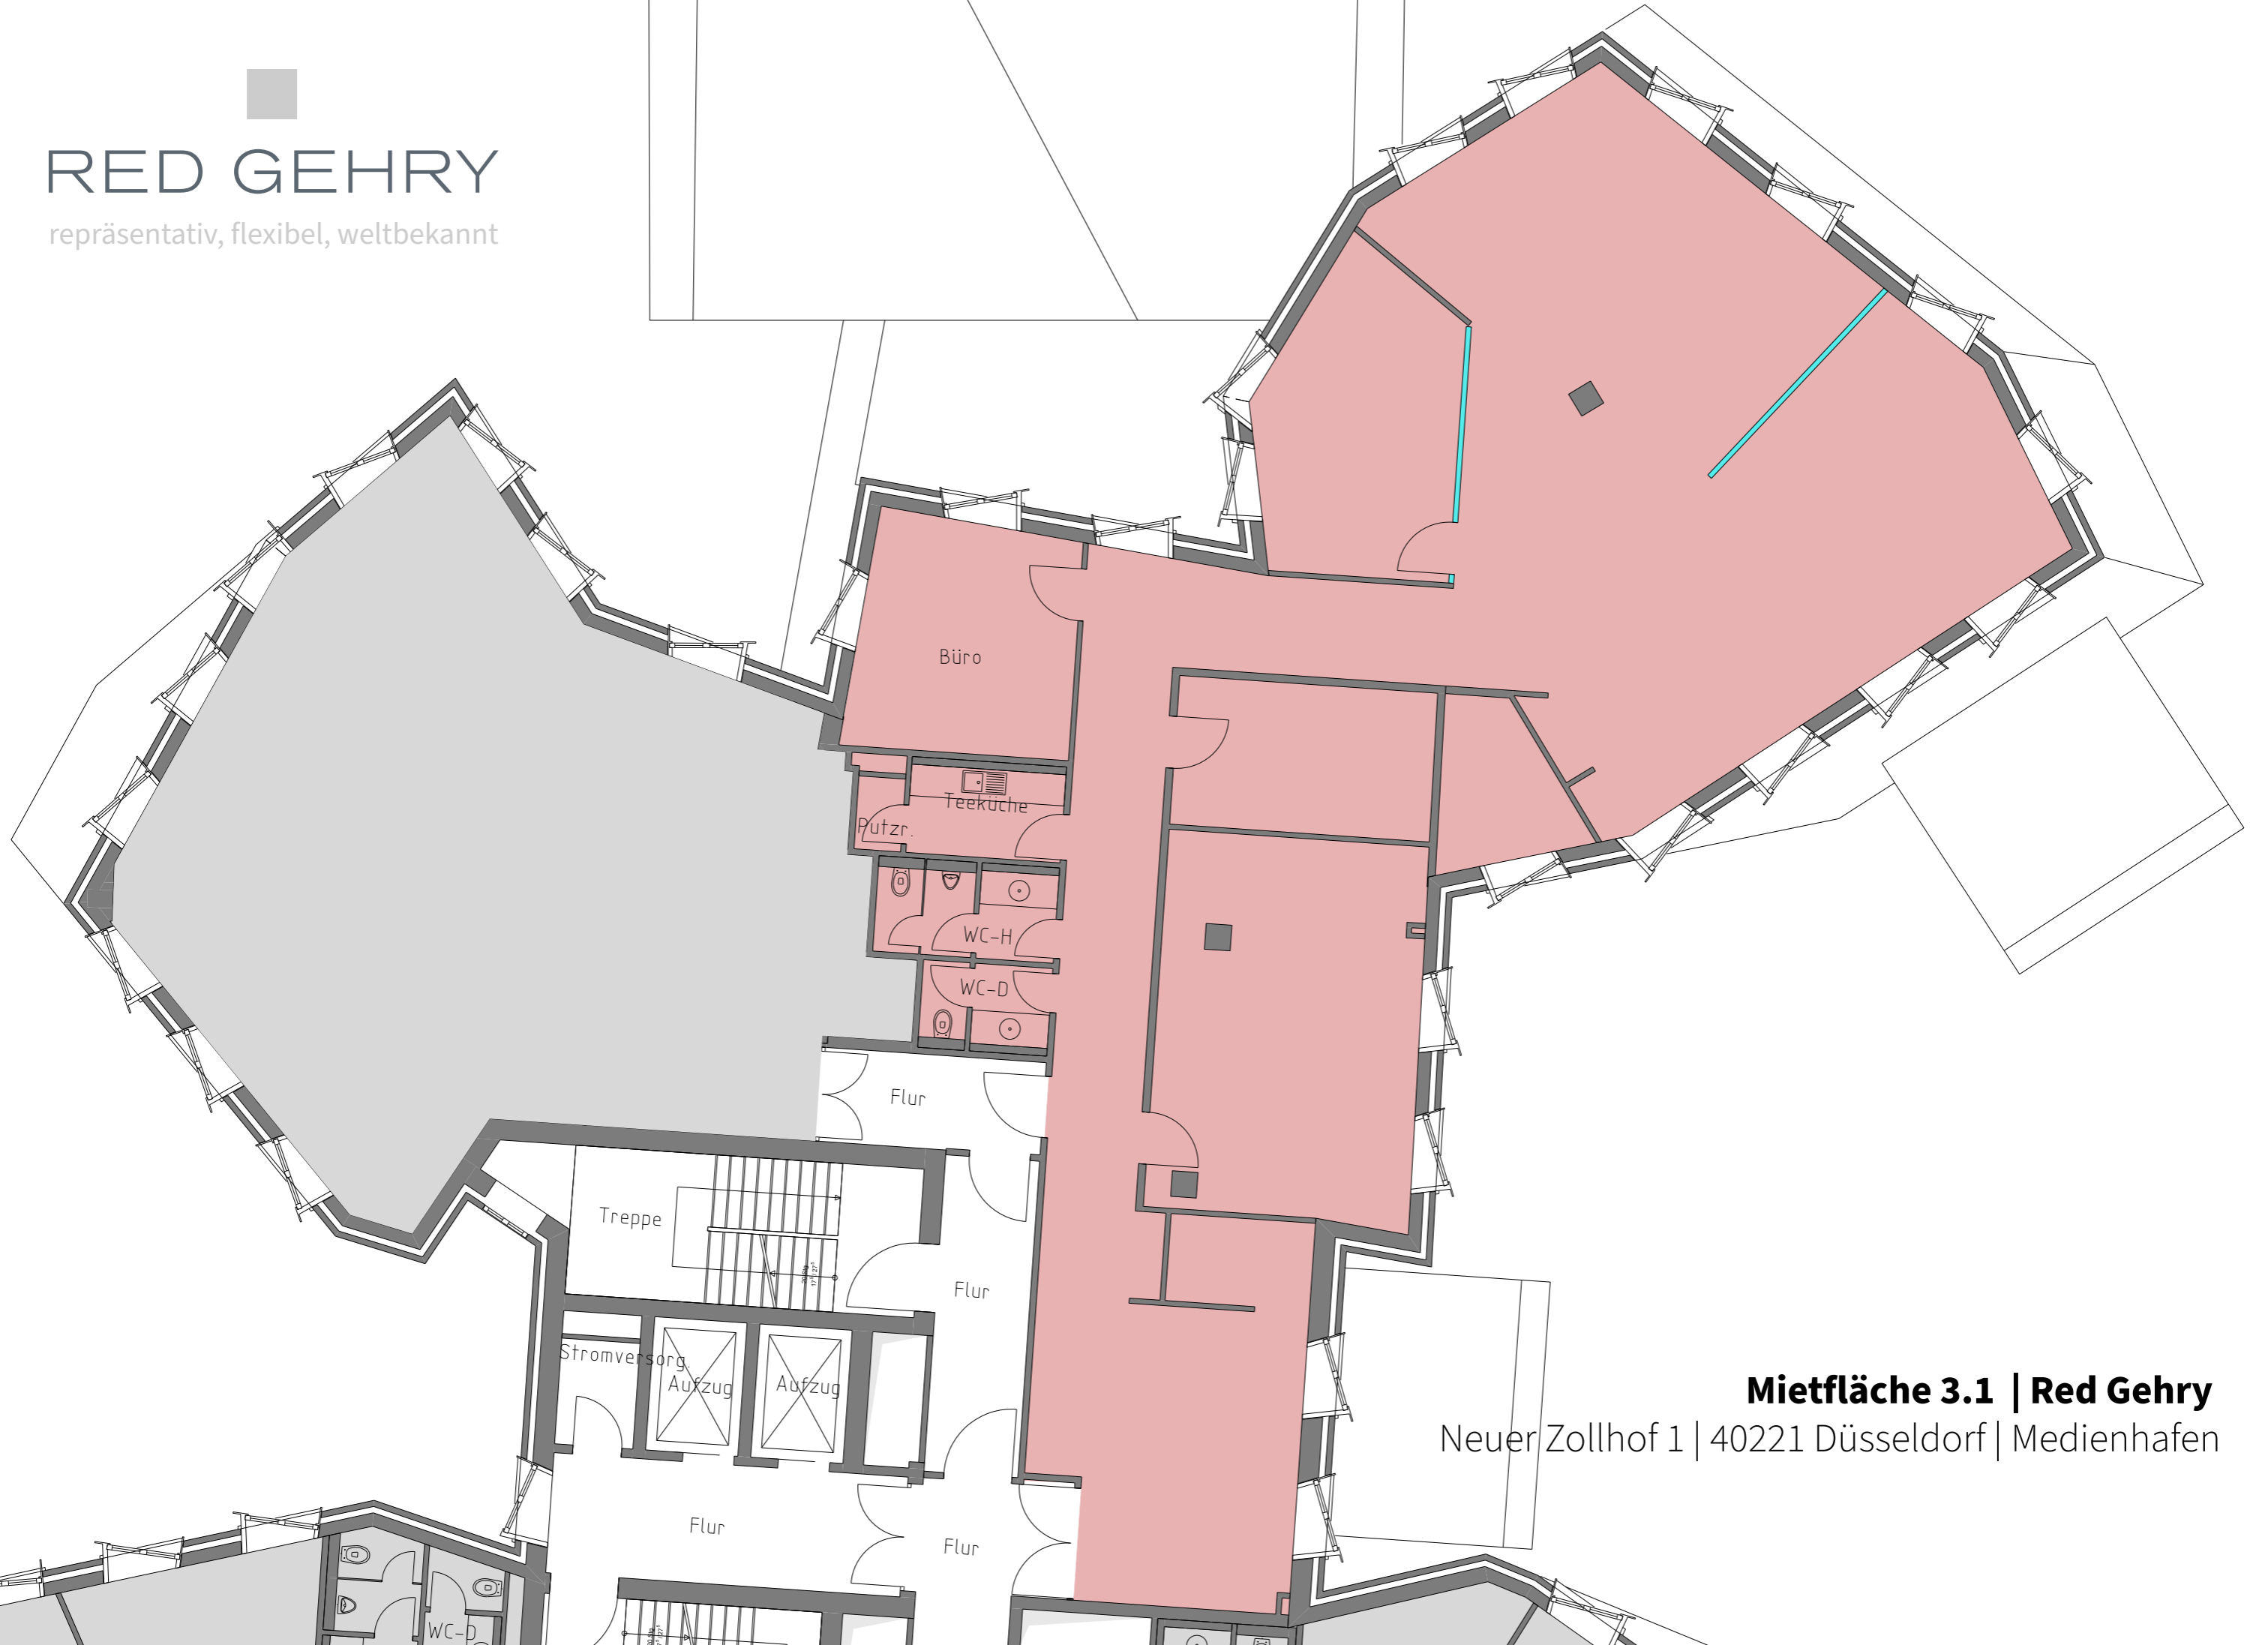 RED GEHRY
repräsentativ, flexibel, weltbekannt
Büro
Teeküche
Putzr.
WC-H
WC-D
Flur
Treppe
Flur
Stromversorg.
Aufzug
Aufzug
Mietfläche 3.1 | Red Gehry
Neuer Zollhof 1 | 40221 Düsseldorf | Medienhafen
Flur
Flur
WC-D